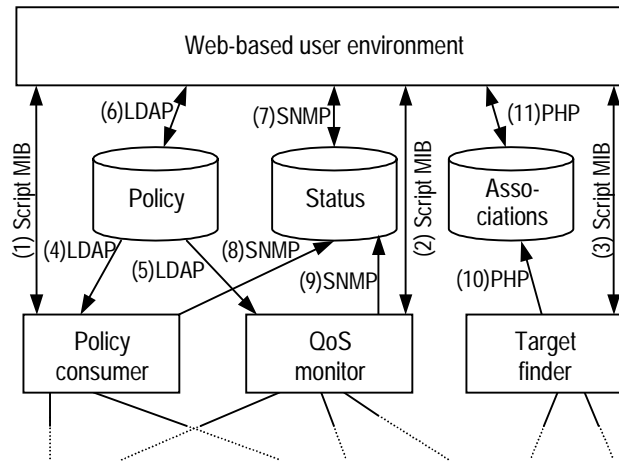 Web-based user environment
(6)LDAP
(7)SNMP
(11)PHP
(1) Script MIB
Policy
Status
Asso-
ciations
(2) Script MIB
(3) Script MIB
(4)LDAP
(8)SNMP
(5)LDAP
(9)SNMP
(10)PHP
Policy
consumer
QoS
monitor
Target
finder